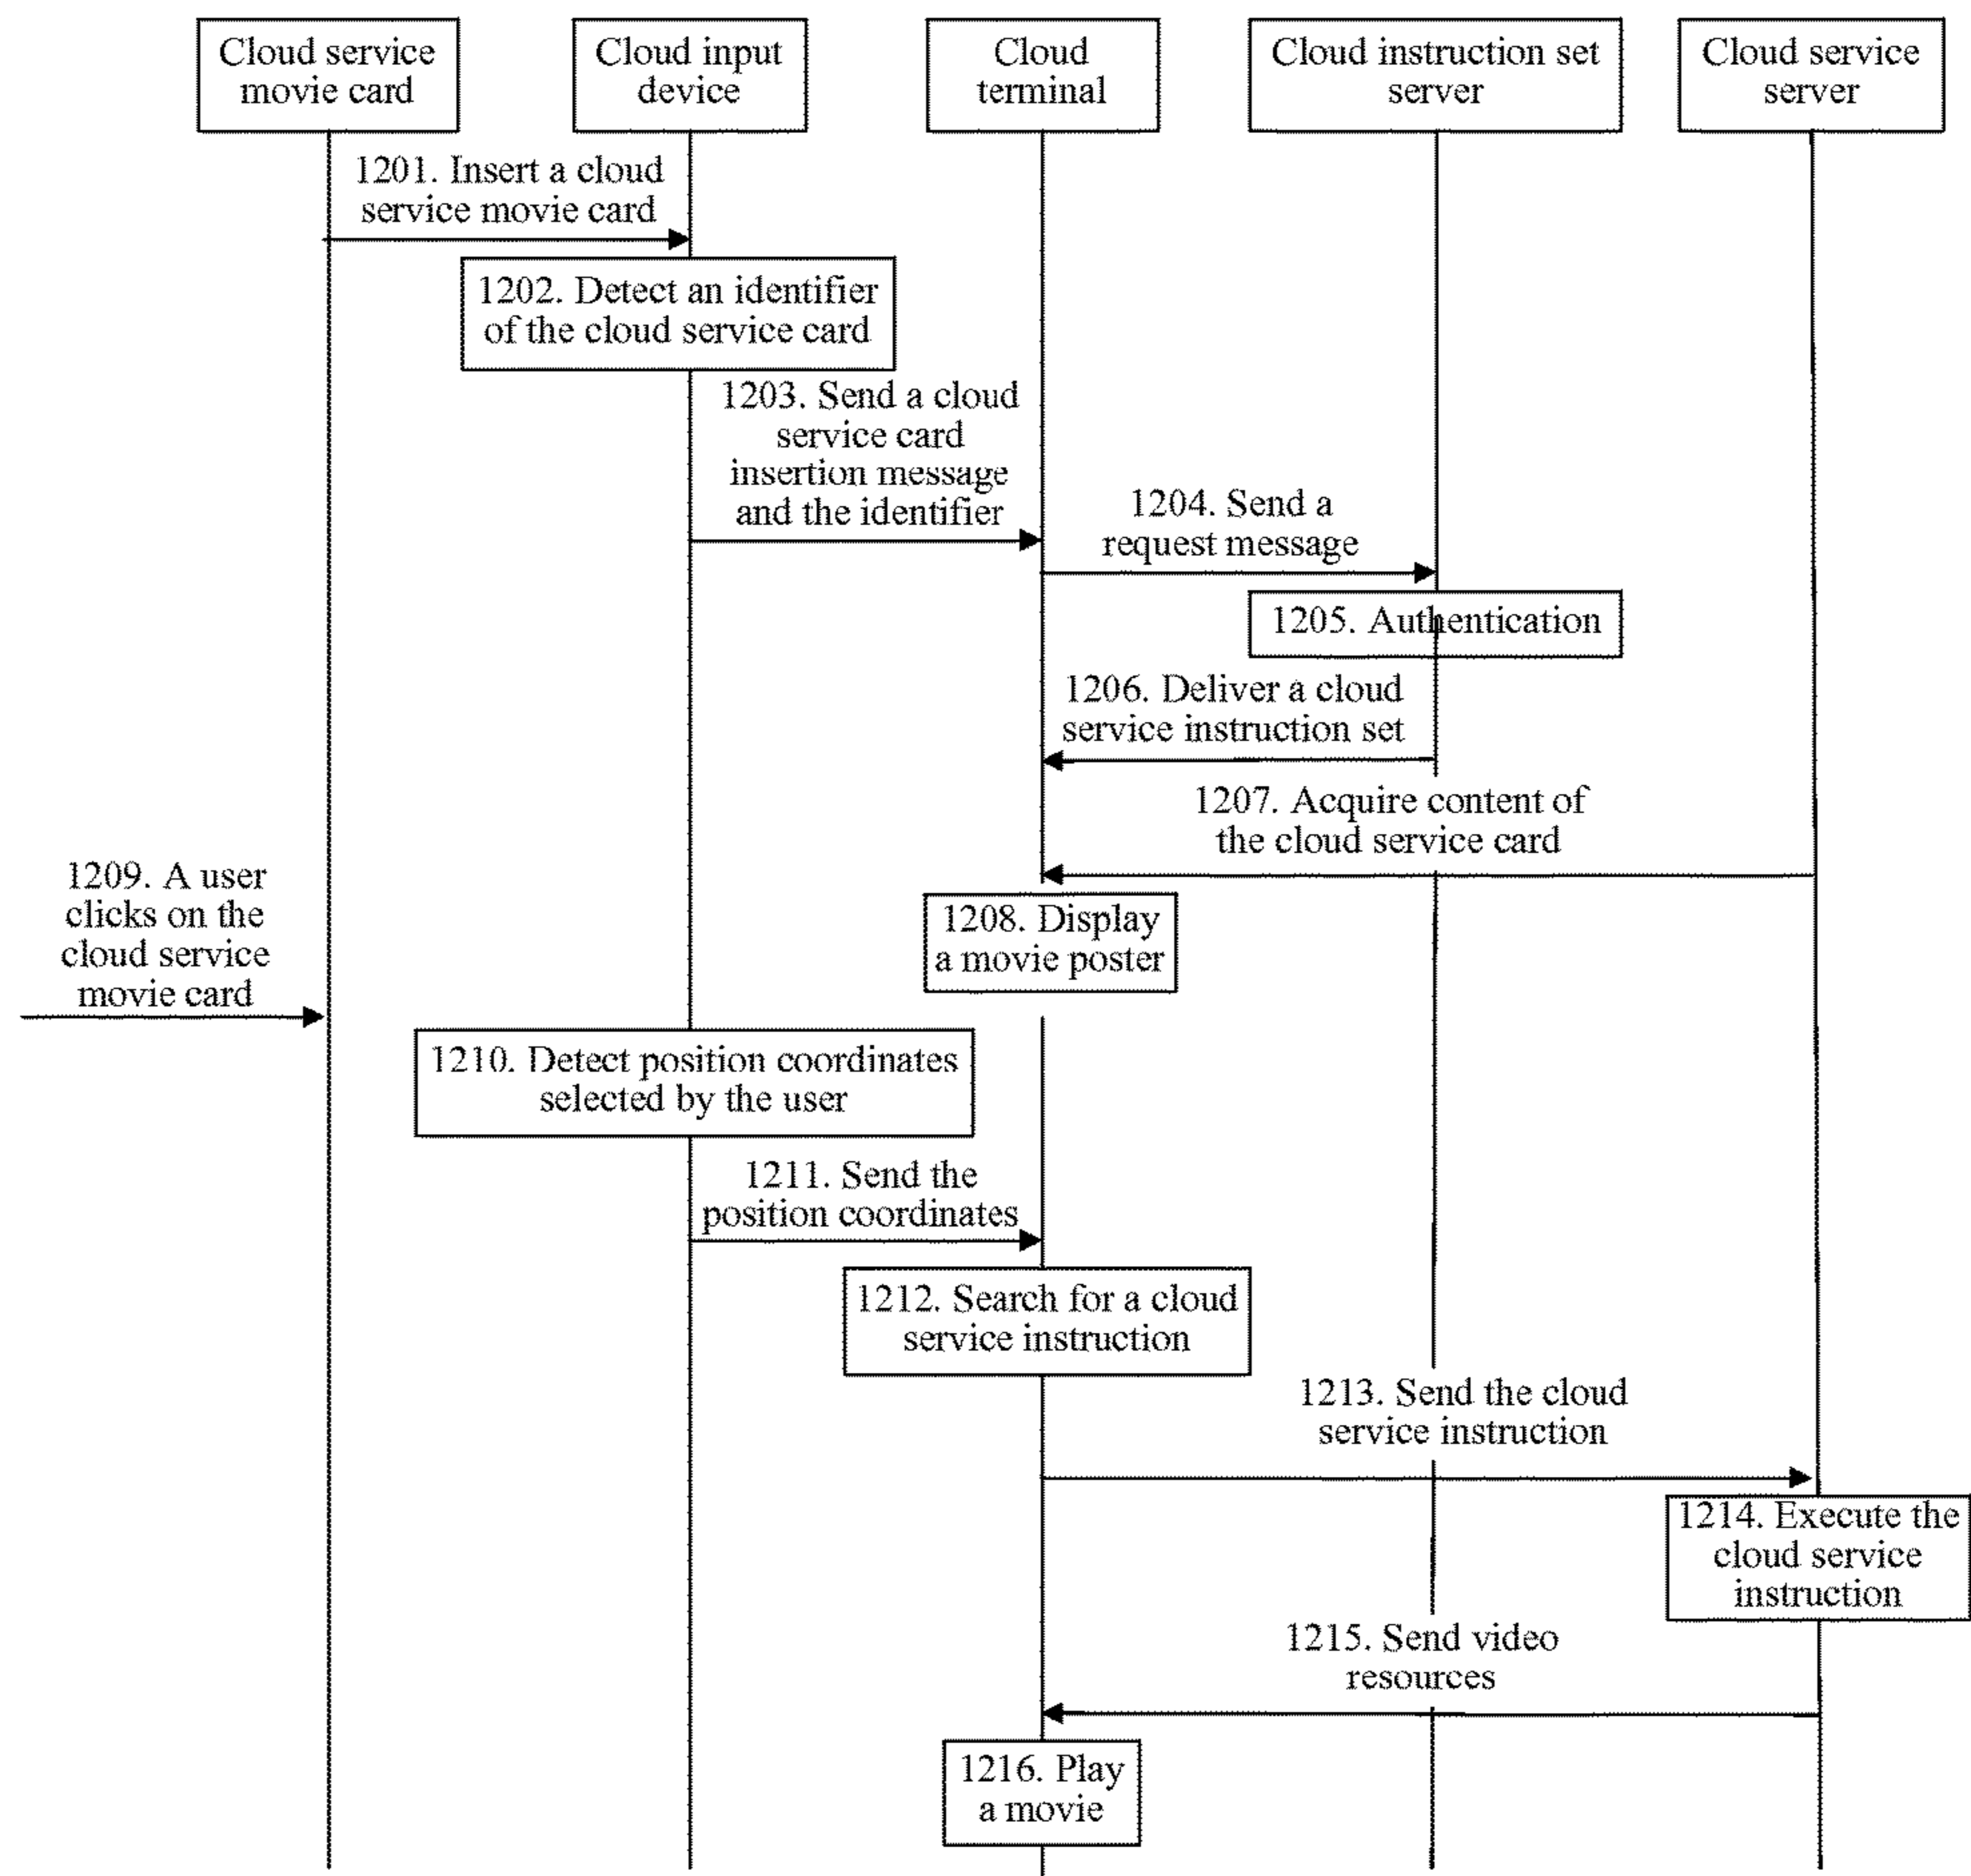 Cloud service
movie card
Cloud input
device
Cloud
terminal
Cloud instruction set
server
Cloud service
server
1201. Insert a cloud
service movie card
1202. Detect an identifier
of the cloud service card
1203. Send a cloud
service card
insertion message
and the identifier
1204. Send a
request message
1205. Authentication
1206. Deliver a cloud
service instruction set
1207. Acquire content of
the cloud service card
1208. Display
a movie poster
1209. A user
clicks on the
cloud service
movie card
1210. Detect position coordinates
selected by the user
1211. Send the
position coordinates
1212. Search for a cloud
service instruction
1213. Send the cloud
service instruction
1214. Execute the
cloud service
instruction
1215. Send video
resources
1216. Play
a movie